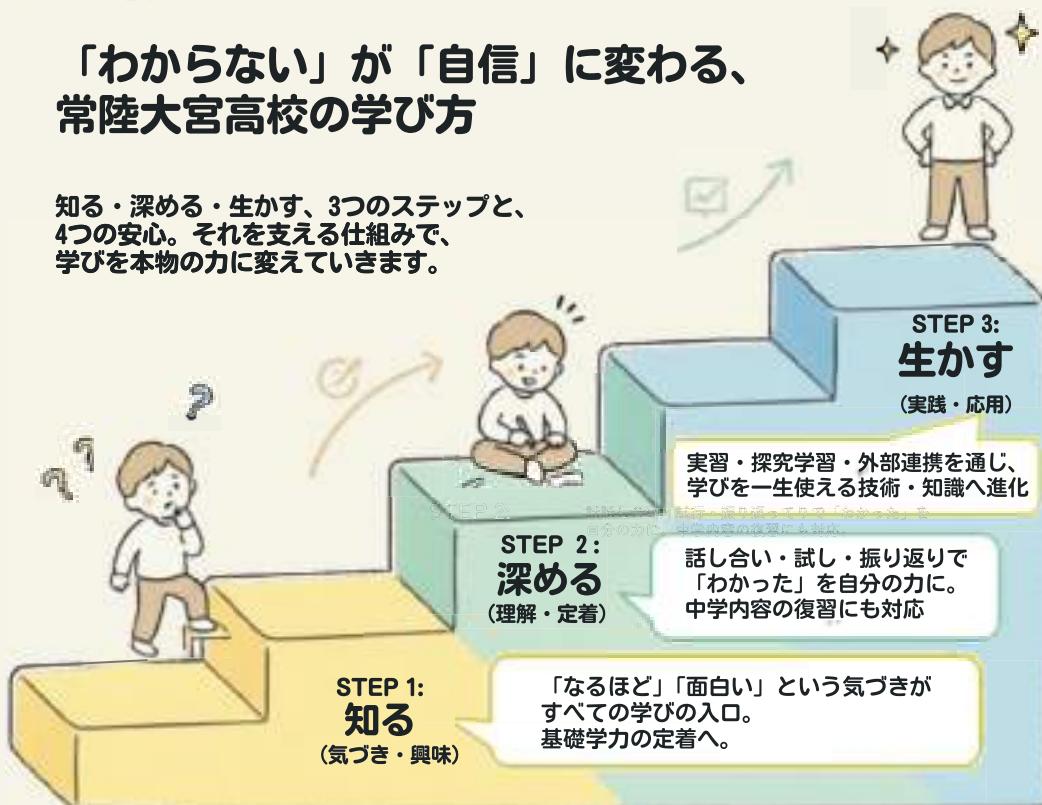 「わからない」が「自信」に変わる、
常陸大宮高校の学び方
知る・深める・生かす、3つのステップと、
4つの安心。それを支える仕組みで、
学びを本物の力に変えていきます。
STEP 3:
生かす
（実践・応用）
実習・探究学習・外部連携を通じ、
学びを一生使える技術・知識へ進化
STEP 2:
深める
（理解・定着）
話し合い・試し・振り返りで
「わかった」を自分の力に。
中学内容の復習にも対応
STEP 1:
知る
（気づき・興味）
「なるほど」「面白い」という気づきが
すべての学びの入口。
基礎学力の定着へ。